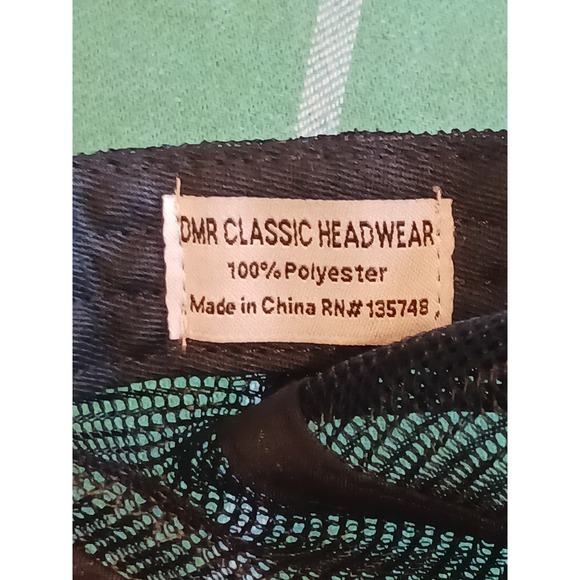 DMR CLASSIC HEADWEAR
100% Polyester
Made in China RN# 135748